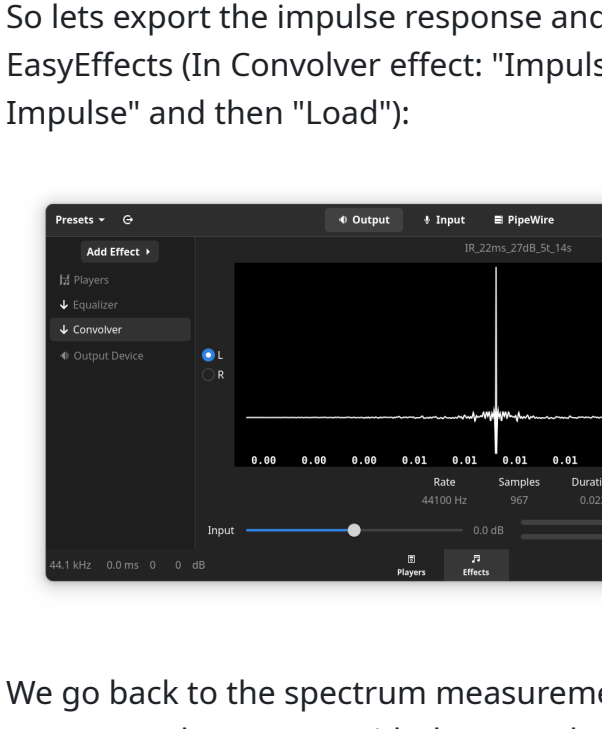 So lets export the impulse response and
EasyEffects (In Convolver effect: "Impuls
Impulse" and then "Load"):
Presets
Output
Input
PipeWire
Add Effect
IR_22ms_27dB_5t_14s
Players
Equalizer
Convolver
Output Device
L
R
0.00 0.00 0.00 0.01 0.01 0.01 0.01
Rate Samples Durati
44100 Hz 967 0.02
Input 0.0 dB
44.1 kHz 0.0 ms 0 0 dB
Players Effects
We go back to the spectrum measureme